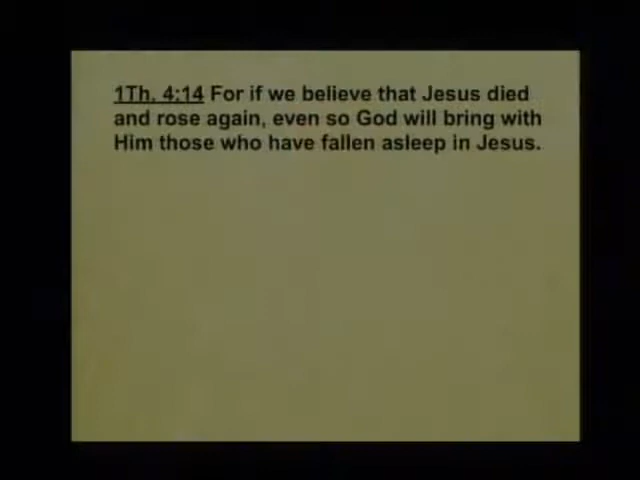 1Th. 4:14 For if we believe that Jesus died
and rose again, even so God will bring with
Him those who have fallen asleep in Jesus.